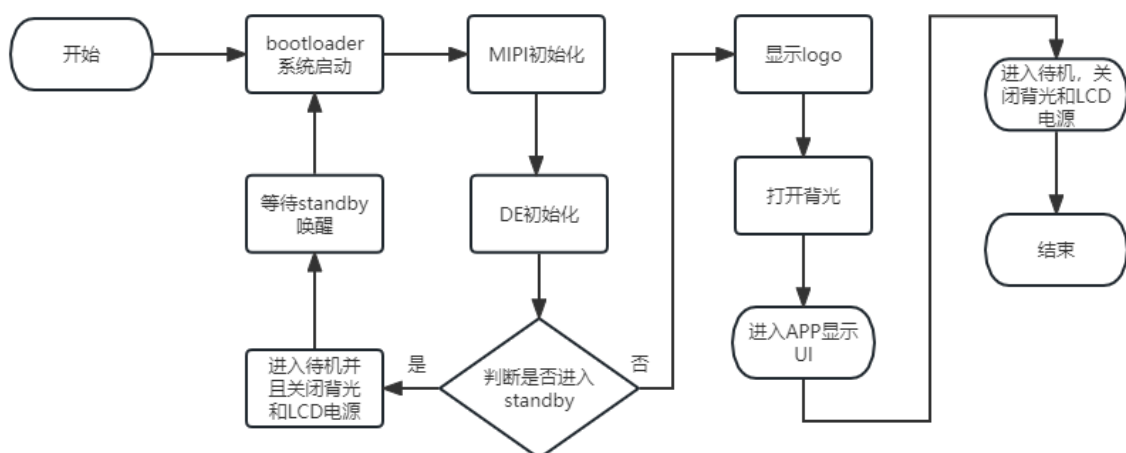 开始
bootloader
系统启动
MIPI初始化
显示logo
进入待机，关
闭背光和LCD
电源
等待standby
唤醒
DE初始化
打开背光
结束
进入待机并
且关闭背光
和LCD电源
是
判断是否进入
standby
否
进入APP显示
UI